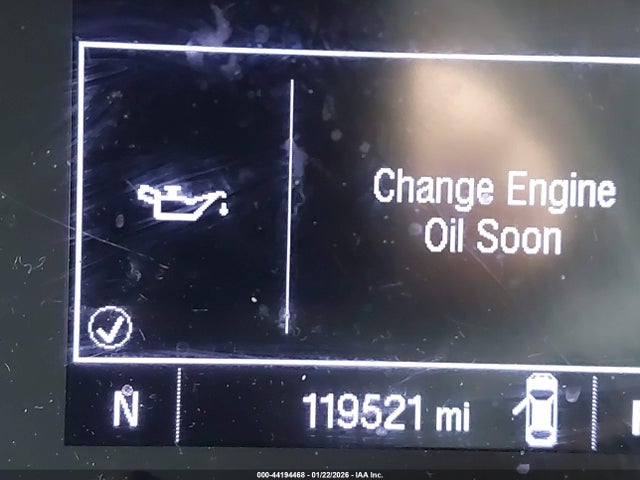 Change Engine
Oil Soon
N
119521 mi
000-44194468 - 01/22/2026 - IAA Inc.